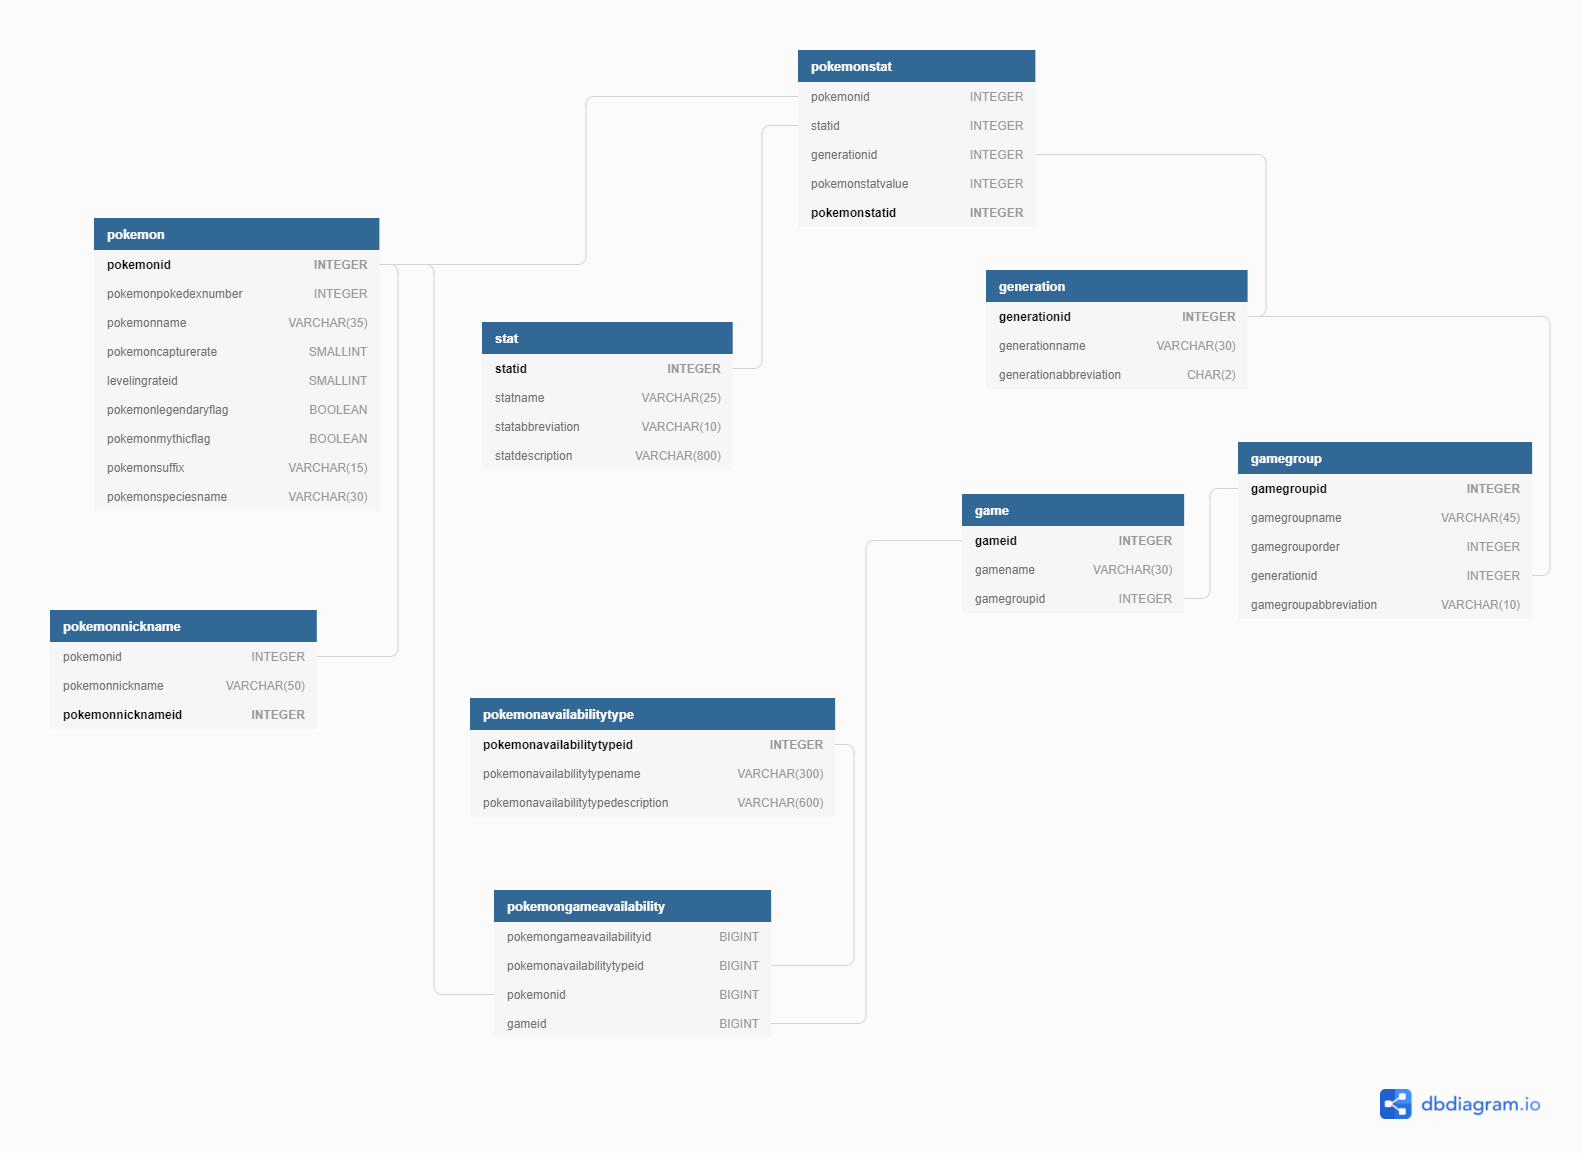 pokemonstat
pokemonid INTEGER
statid INTEGER
generationid INTEGER
pokemonstatvalue INTEGER
pokemonstatid INTEGER
pokemon
pokemonid INTEGER
pokemonpokedexnumber INTEGER
pokemonname VARCHAR(35)
pokemoncapturerate SMALLINT
levelingrateid SMALLINT
pokemonlegendaryflag BOOLEAN
pokemonmythicflag BOOLEAN
pokemonsuffix VARCHAR(15)
pokemonspeciesname VARCHAR(30)
generation
generationid INTEGER
generationname VARCHAR(30)
generationabbreviation CHAR(2)
stat
statid INTEGER
statname VARCHAR(25)
statabbreviation VARCHAR(10)
statdescription VARCHAR(800)
gamegroup
gamegroupid INTEGER
gamegroupname VARCHAR(45)
gamegrouporder INTEGER
generationid INTEGER
gamegroupabbreviation VARCHAR(10)
game
gameid INTEGER
gamename VARCHAR(30)
gamegroupid INTEGER
pokemonnickname
pokemonid INTEGER
pokemonnickname VARCHAR(50)
pokemonnicknameid INTEGER
pokemonavailabilitytype
pokemonavailabilitytypeid INTEGER
pokemonavailabilitytypename VARCHAR(300)
pokemonavailabilitytypedescription VARCHAR(600)
pokemongameavailability
pokemongameavailabilityid BIGINT
pokemonavailabilitytypeid BIGINT
pokemonid BIGINT
gameid BIGINT
dbdiagram.io